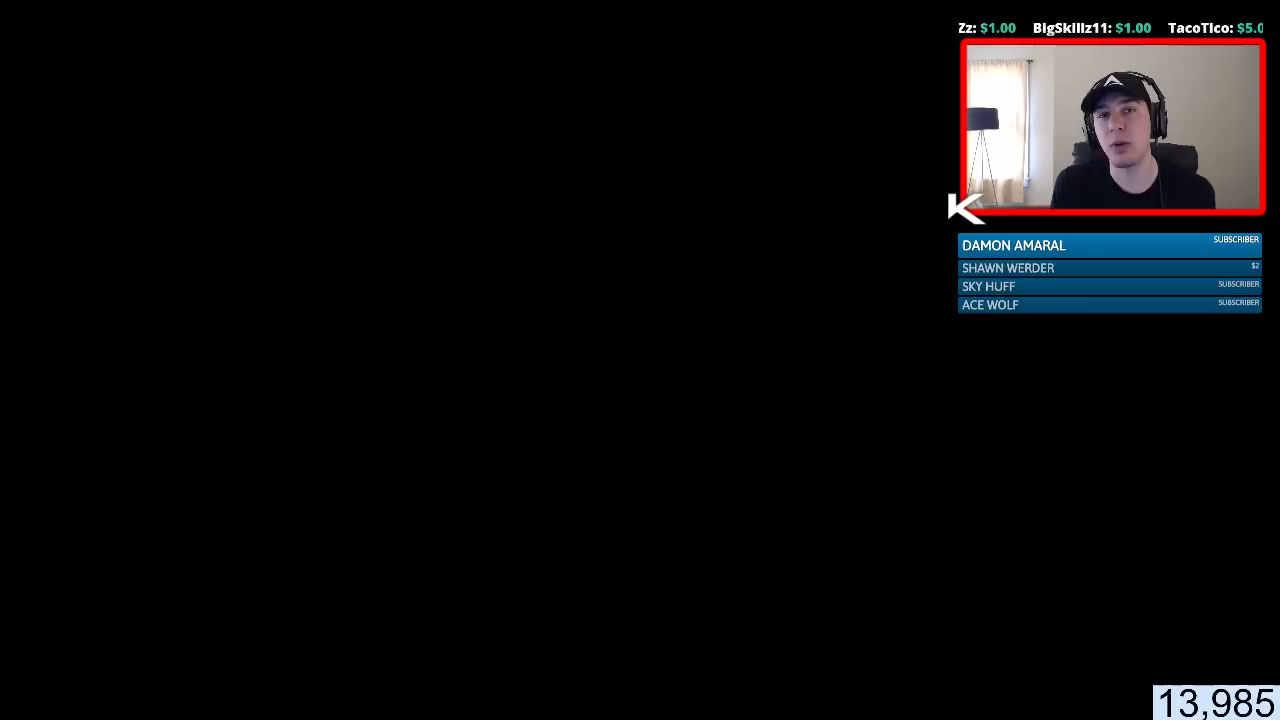 Zz: $1.00 BigSkillz11: $1.00 TacoTico: $5.0
K
DAMON AMARAL SUBSCRIBER
SHAWN WERDER $2
SKY HUFF SUBSCRIBER
ACE WOLF SUBSCRIBER
13,985